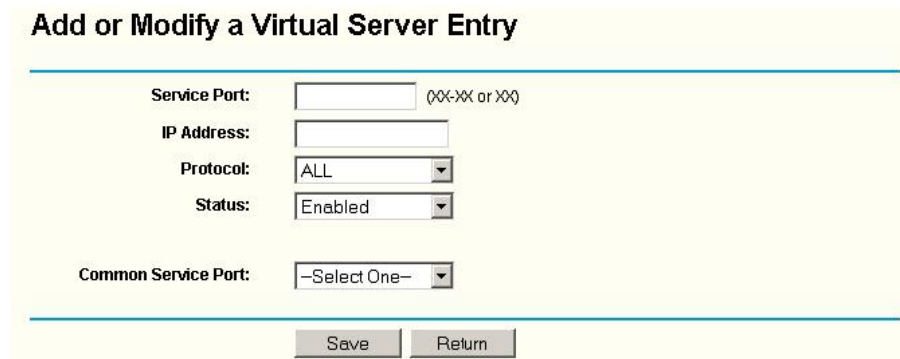 Add or Modify a Virtual Server Entry
Service Port: (XX-XX or XX)
IP Address:
Protocol: ALL
Status: Enabled
Common Service Port: --Select One--
Save Return